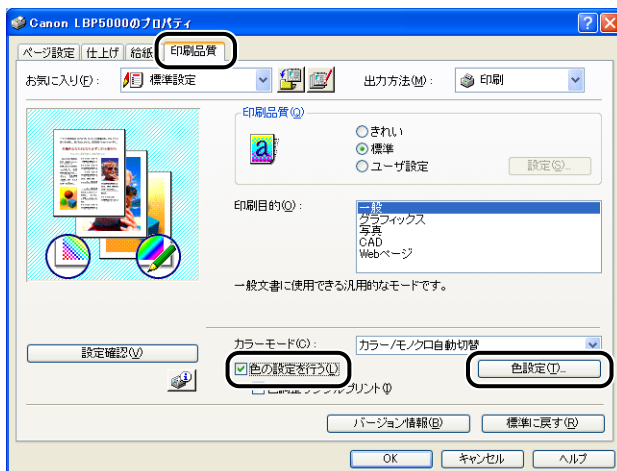 Canon LBP5000のプロパティ
ページ設定 仕上げ 給紙 印刷品質
お気に入り(F): 標準設定 出力方法(M): 印刷
印刷品質(Q)
きれい
標準
ユーザ設定 設定(S)...
印刷目的(O):
一般
グラフィックス
写真
CAD
Webページ
一般文書に使用できる汎用的なモードです。
カラーモード(C): カラー/モノクロ自動切替
設定確認(V)
色の設定を行う(L) 色設定(T)...
バージョン情報(B) 標準に戻す(R)
OK キャンセル ヘルプ